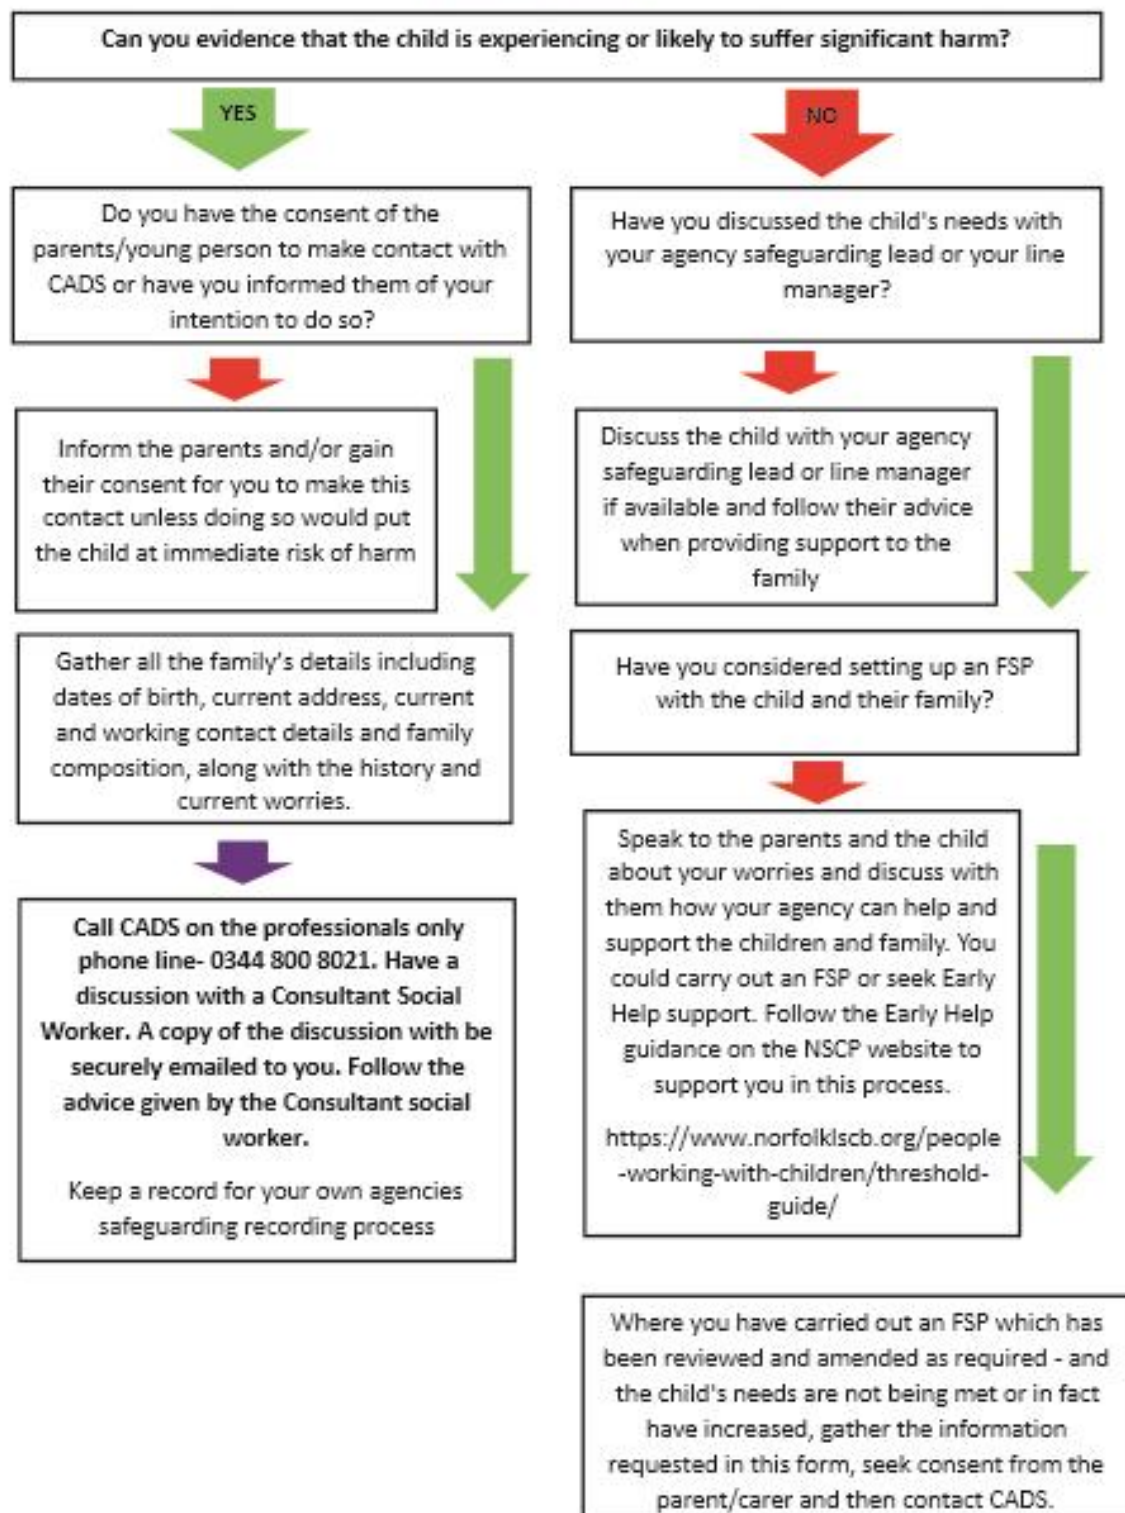 Can you evidence that the child is experiencing or likely to suffer significant harm?
YES
NO
Do you have the consent of the
parents/young person to make contact with
CADS or have you informed them of your
intention to do so?
Have you discussed the child's needs with
your agency safeguarding lead or your line
manager?
Inform the parents and/or gain
their consent for you to make this
contact unless doing so would put
the child at immediate risk of harm
Discuss the child with your agency
safeguarding lead or line manager
if available and follow their advice
when providing support to the
family
Gather all the family's details including
dates of birth, current address, current
and working contact details and family
composition, along with the history and
current worries.
Have you considered setting up an FSP
with the child and their family?
Call CADS on the professionals only
phone line- 0344 800 8021. Have a
discussion with a Consultant Social
Worker. A copy of the discussion with be
securely emailed to you. Follow the
advice given by the Consultant social
worker.
Keep a record for your own agencies
safeguarding recording process
Speak to the parents and the child
about your worries and discuss with
them how your agency can help and
support the children and family. You
could carry out an FSP or seek Early
Help support. Follow the Early Help
guidance on the NSCP website to
support you in this process.
https://www.norfolklscb.org/people
-working-with-children/threshold-
guide/
Where you have carried out an FSP which has
been reviewed and amended as required - and
the child's needs are not being met or in fact
have increased, gather the information
requested in this form, seek consent from the
parent/carer and then contact CADS.